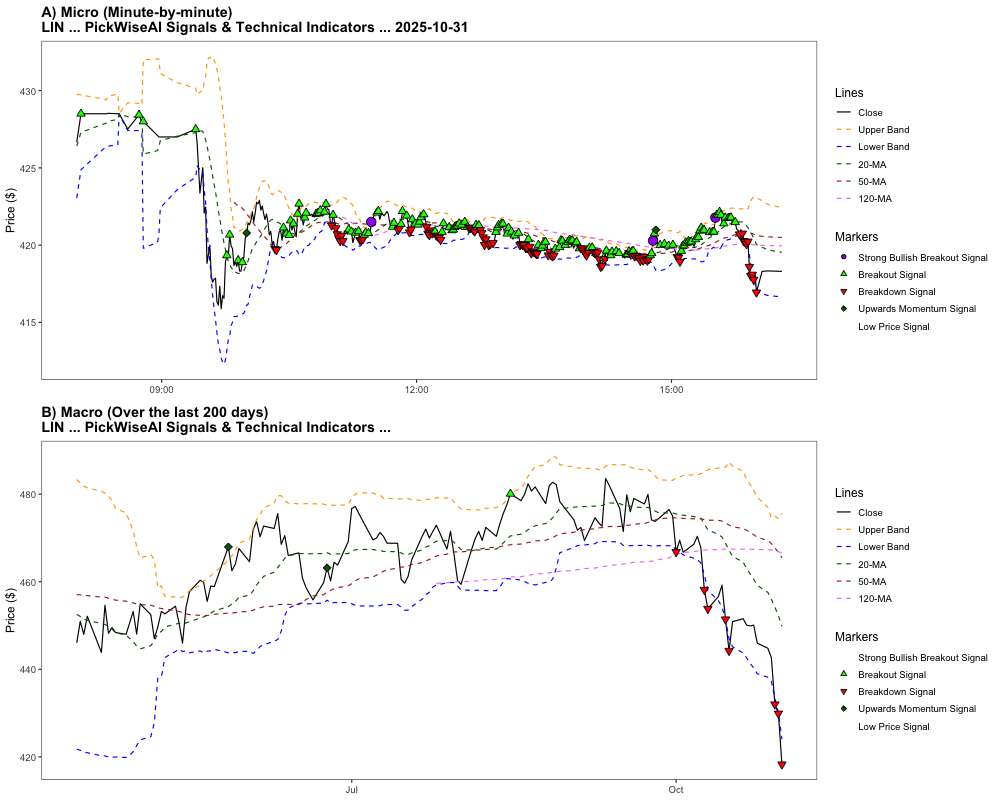 A) Micro (Minute-by-minute)
LIN ... PickWiseAI Signals & Technical Indicators ... 2025-10-31
Price ($)
430
425
420
415
09:00
12:00
15:00
Lines
Close
Upper Band
Lower Band
20-MA
50-MA
120-MA
Markers
Strong Bullish Breakout Signal
Breakout Signal
Breakdown Signal
Upwards Momentum Signal
Low Price Signal
B) Macro (Over the last 200 days)
LIN ... PickWiseAI Signals & Technical Indicators ...
Price ($)
480
460
440
420
Jul
Oct
Lines
Close
Upper Band
Lower Band
20-MA
50-MA
120-MA
Markers
Strong Bullish Breakout Signal
Breakout Signal
Breakdown Signal
Upwards Momentum Signal
Low Price Signal